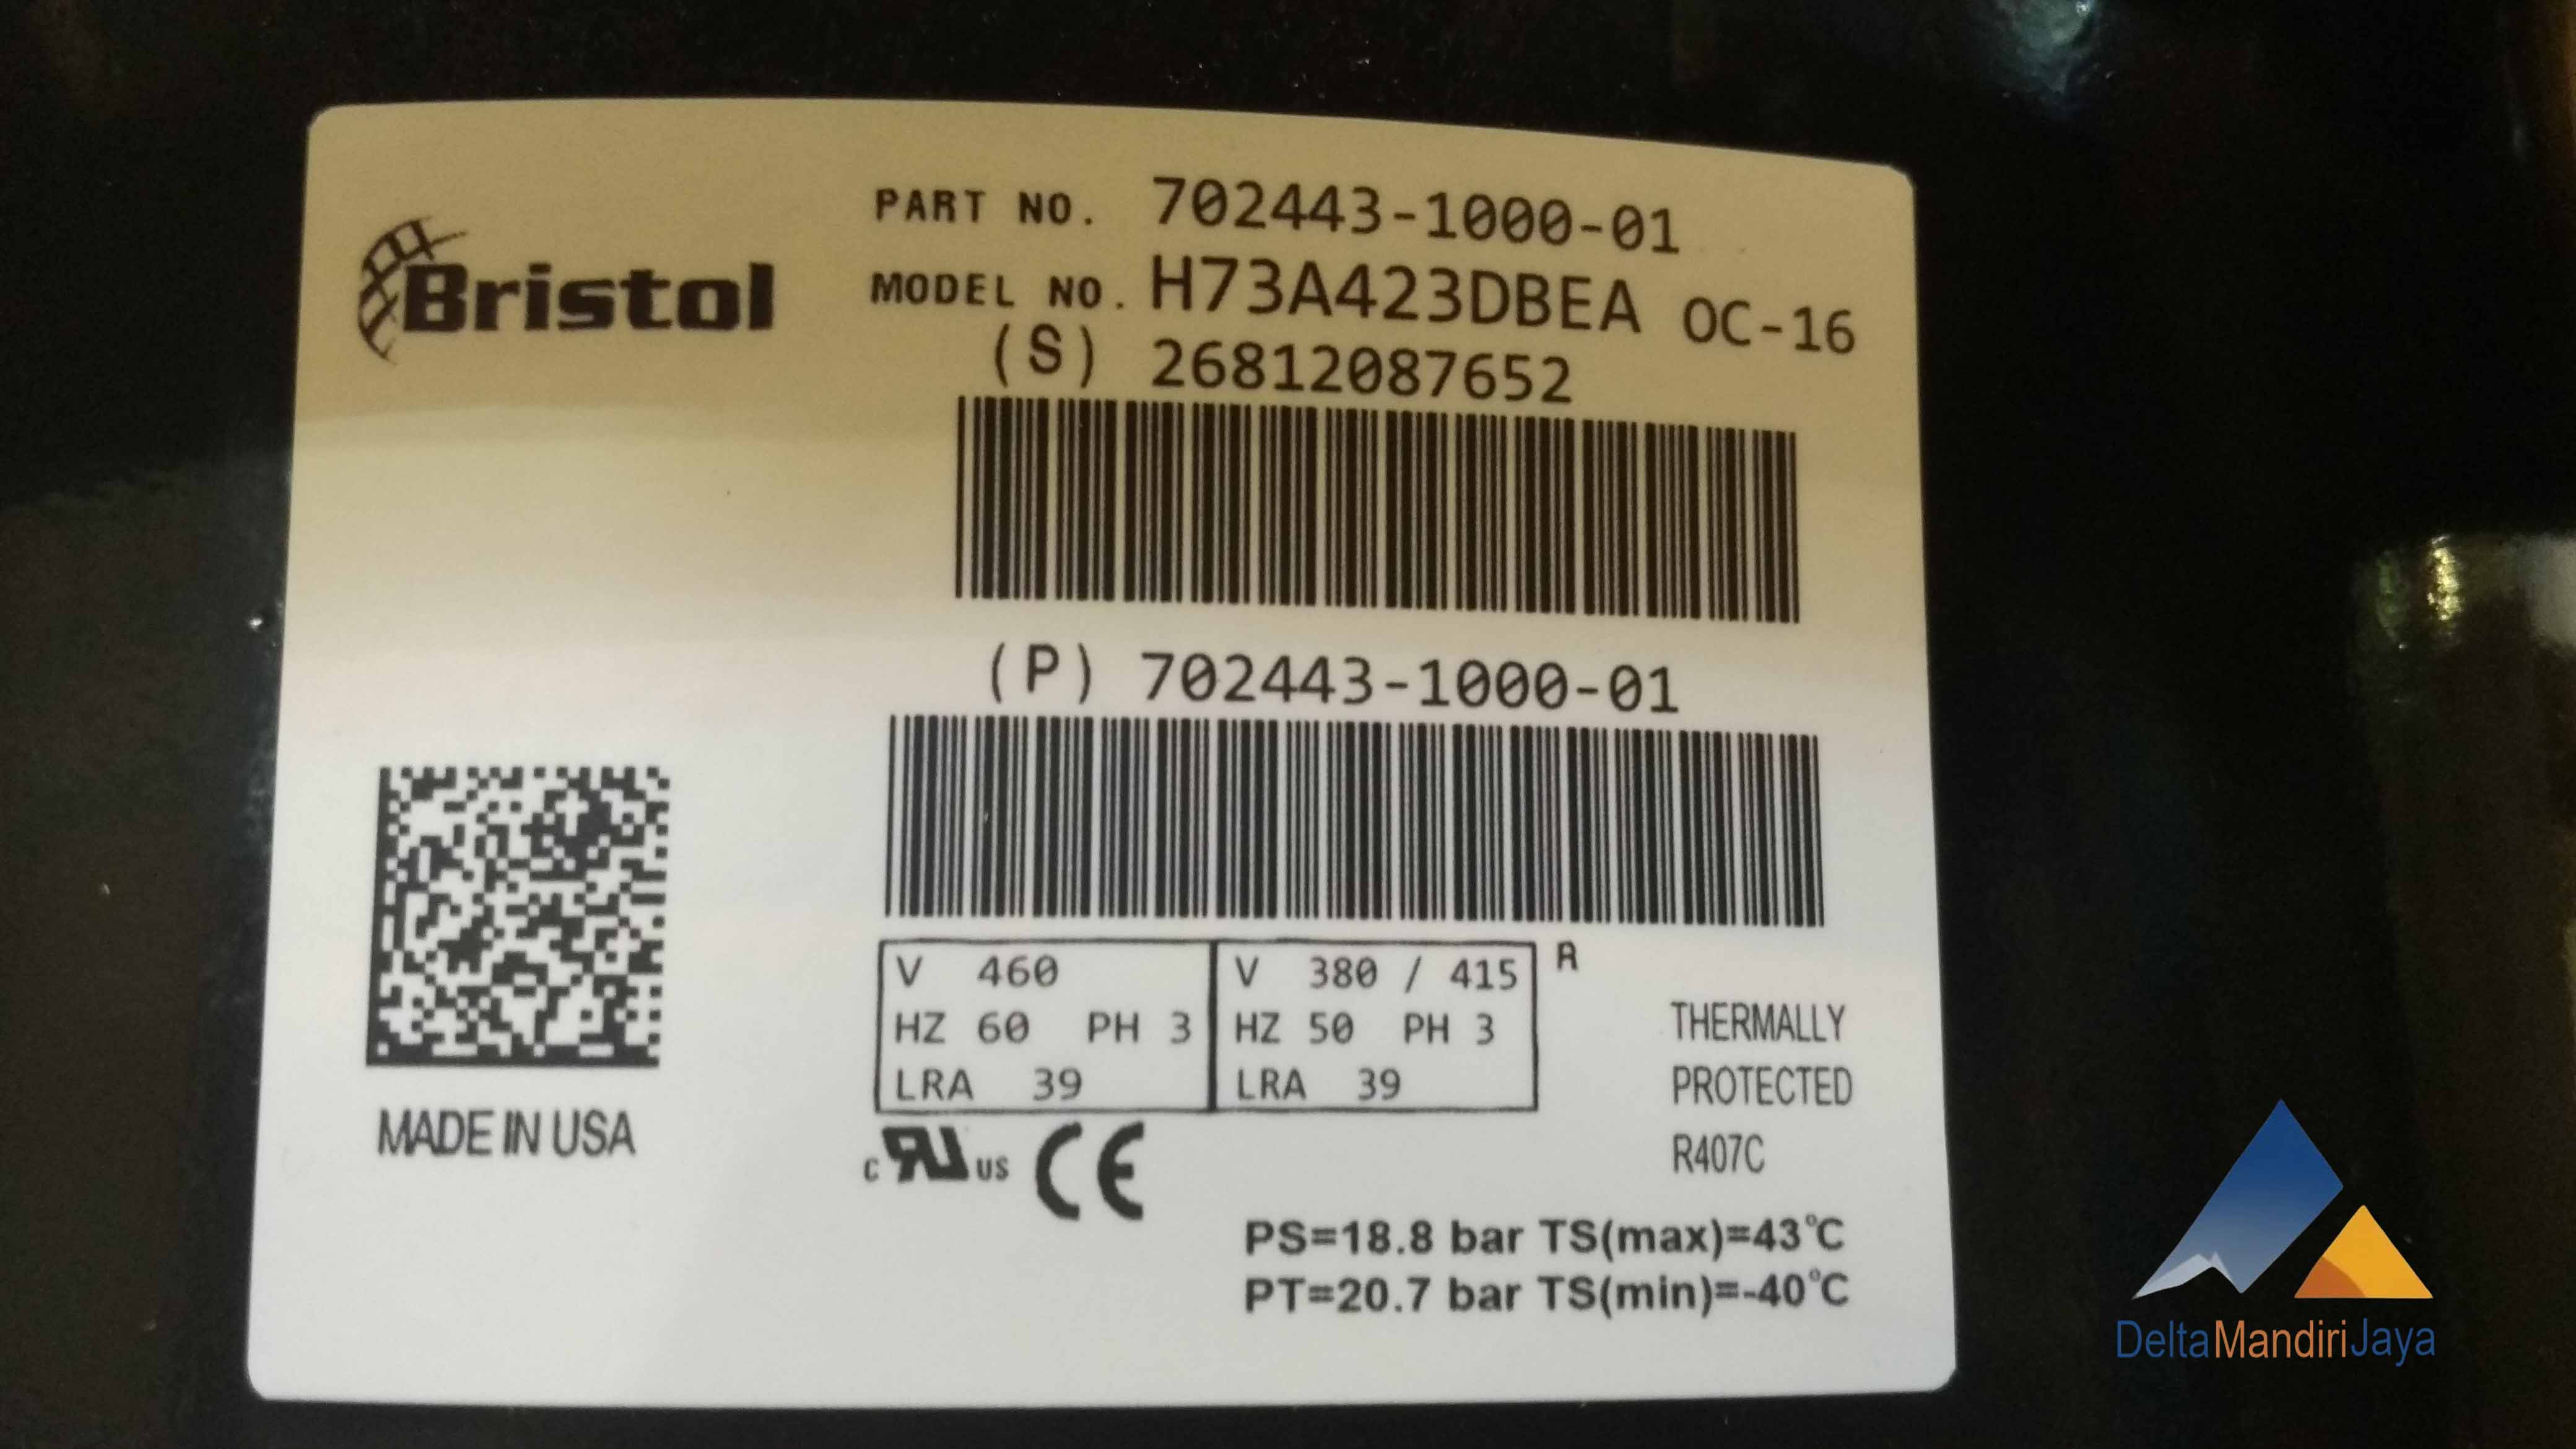 Bristol
PART NO. 702443-1000-01
MODEL NO. H73A423DBEA OC-16
(S) 26812087652
(P) 702443-1000-01
MADE IN USA
V 460
HZ 60 PH 3
LRA 39
V 380 / 415
HZ 50 PH 3
LRA 39
R
THERMALLY
PROTECTED
R407C
c RU US CE
PS=18.8 bar TS(max)=43°C
PT=20.7 bar TS(min)=-40°C
DeltaMandiriJaya